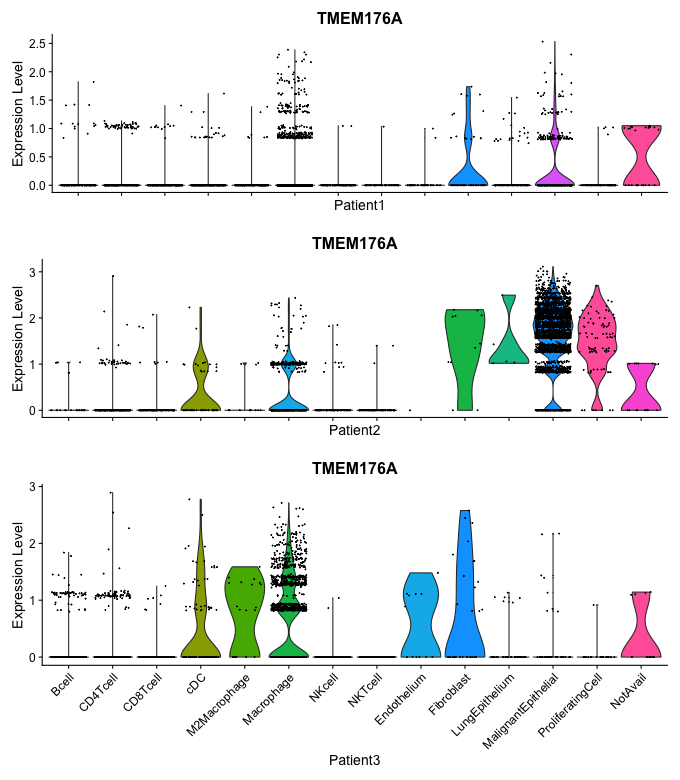 TMEM176A
Expression Level
2.5
2.0
1.5
1.0
0.5
0.0
Patient1
TMEM176A
Expression Level
3
2
1
0
Patient2
TMEM176A
Expression Level
3
2
1
0
Bcell
CD4Tcell
CD8Tcell
cDC
M2Macrophage
Macrophage
NKcell
NKTcell
Endothelium
Fibroblast
LungEpithelium
MalignantEpithelial
ProliferatingCell
NotAvail
Patient3